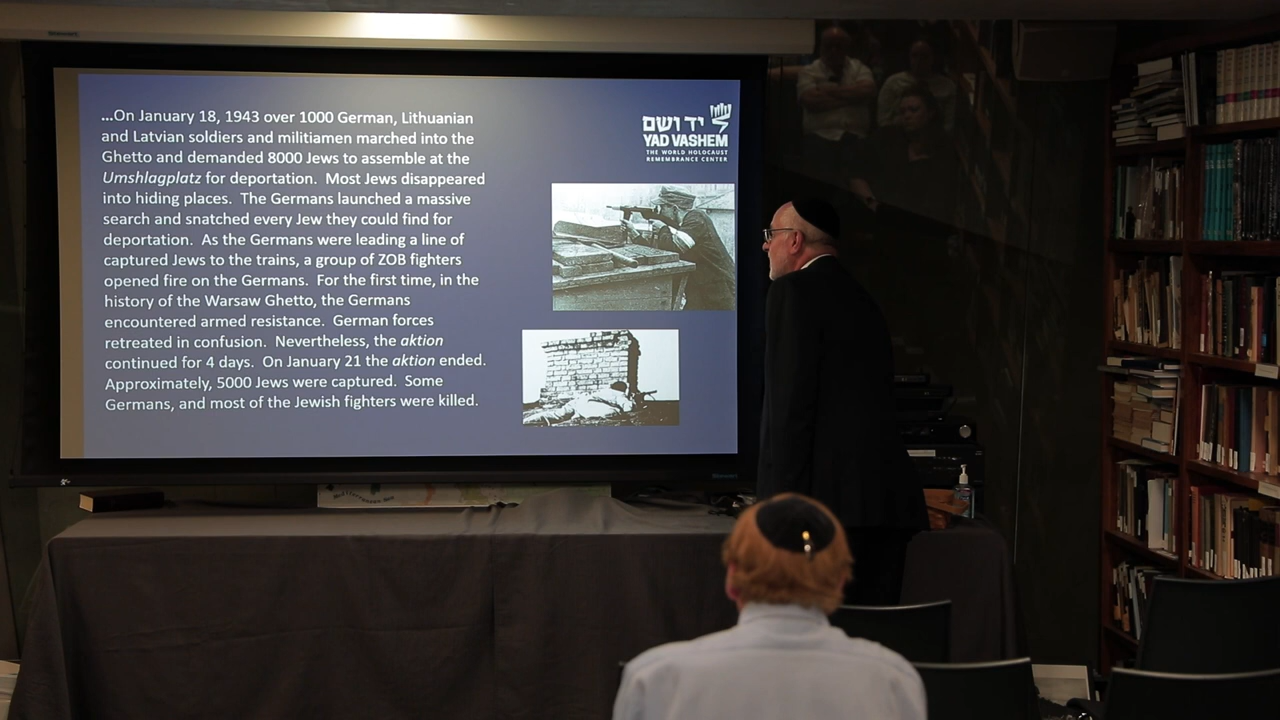 ...On January 18, 1943 over 1000 German, Lithuanian
and Latvian soldiers and militiamen marched into the
Ghetto and demanded 8000 Jews to assemble at the
Umshlagplatz for deportation. Most Jews disappeared
into hiding places. The Germans launched a massive
search and snatched every Jew they could find for
deportation. As the Germans were leading a line of
captured Jews to the trains, a group of ZOB fighters
opened fire on the Germans. For the first time, in the
history of the Warsaw Ghetto, the Germans
encountered armed resistance. German forces
retreated in confusion. Nevertheless, the aktion
continued for 4 days. On January 21 the aktion ended.
Approximately, 5000 Jews were captured. Some
Germans, and most of the Jewish fighters were killed.
יד ושם
YAD VASHEM
THE WORLD HOLOCAUST
REMEMBRANCE CENTER
Mediterranean Sea